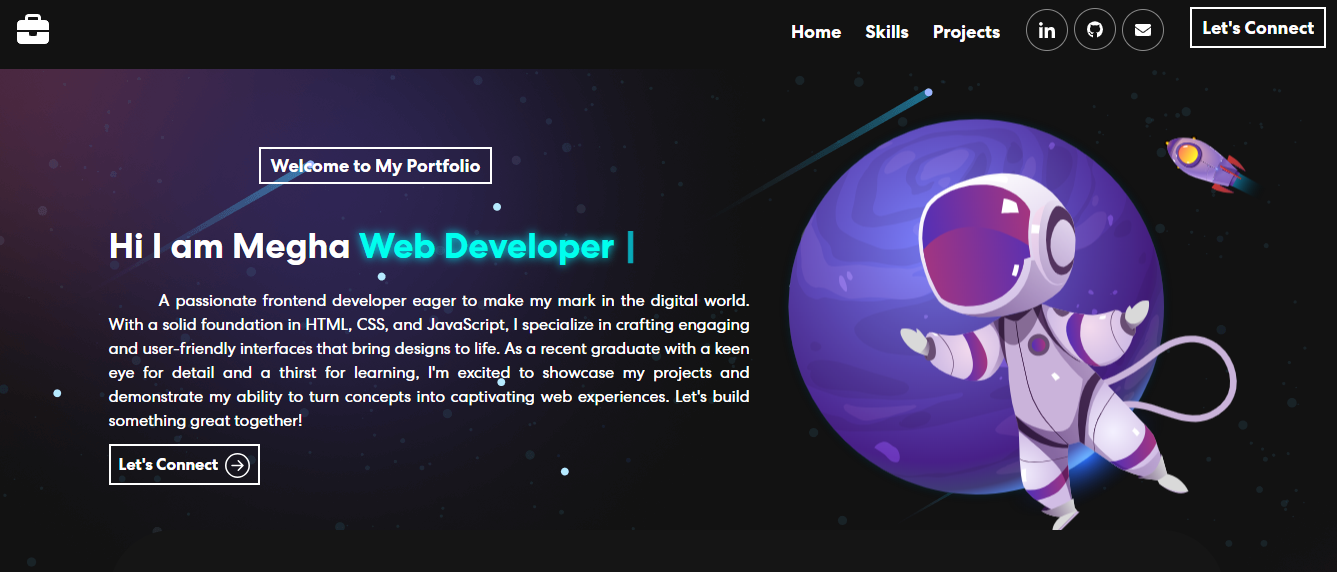 Home Skills Projects in Let's Connect
Welcome to My Portfolio
Hi I am Megha Web Developer |
A passionate frontend developer eager to make my mark in the digital world.
With a solid foundation in HTML, CSS, and JavaScript, I specialize in crafting engaging
and user-friendly interfaces that bring designs to life. As a recent graduate with a keen
eye for detail and a thirst for learning, I'm excited to showcase my projects and
demonstrate my ability to turn concepts into captivating web experiences. Let's build
something great together!
Let's Connect